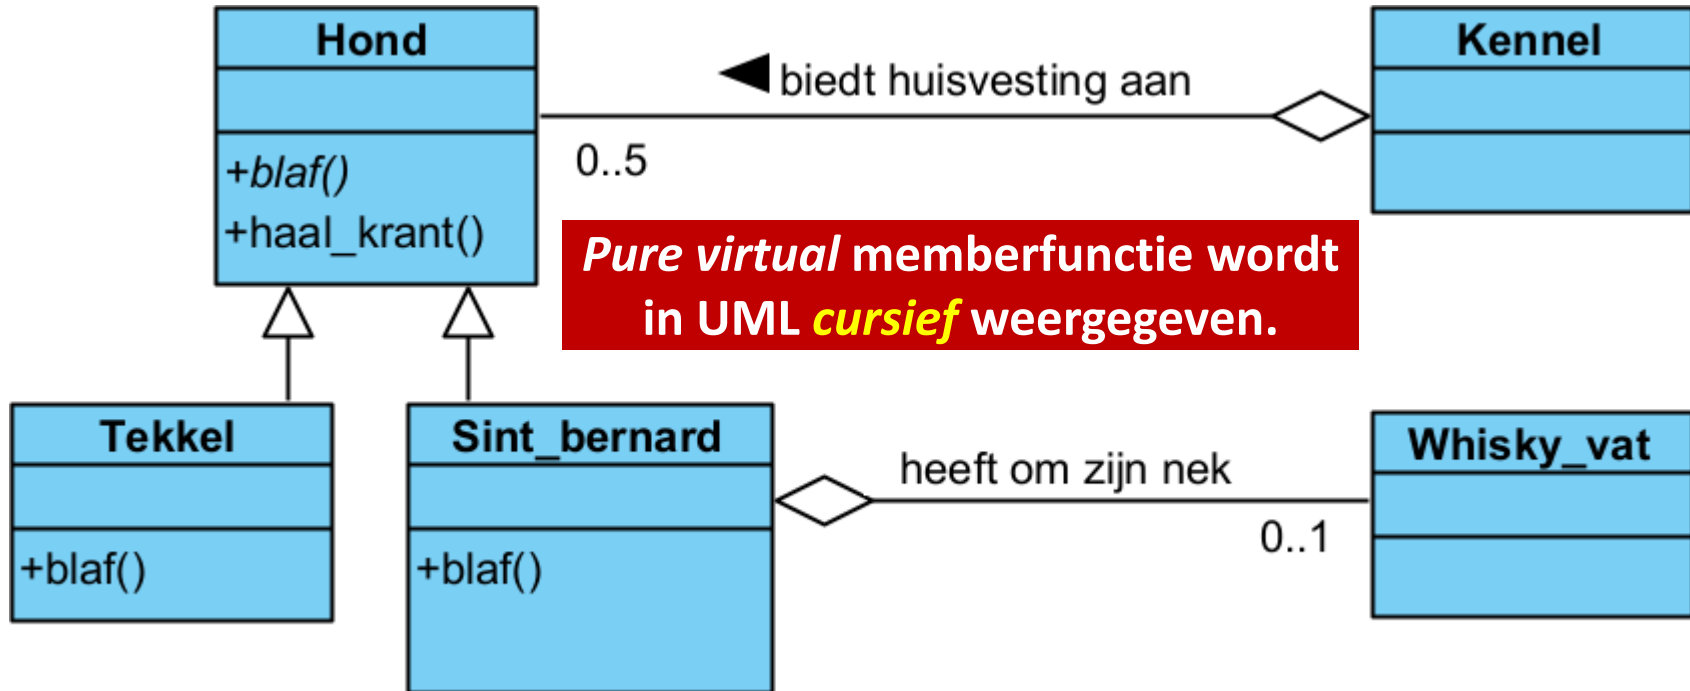 Hond
+blaf()
+haal_krant()
biedt huisvesting aan
0..5
Kennel
Pure virtual memberfunctie wordt
in UML cursief weergegeven.
Tekkel
+blaf()
Sint_bernard
+blaf()
heeft om zijn nek
0..1
Whisky_vat